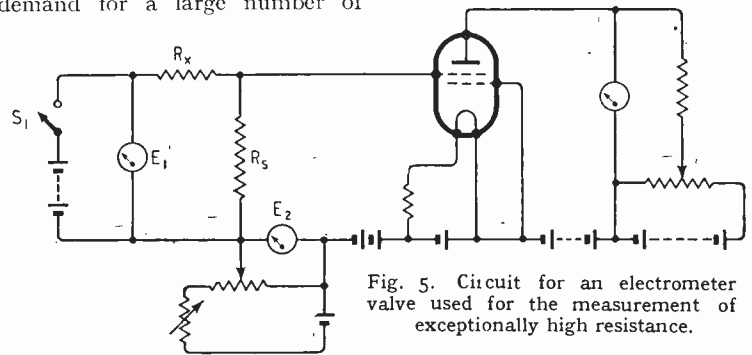 demand for a large number of
Rx
S1
E1
Rs
E2
Fig. 5. Circuit for an electrometer
valve used for the measurement of
exceptionally high resistance.